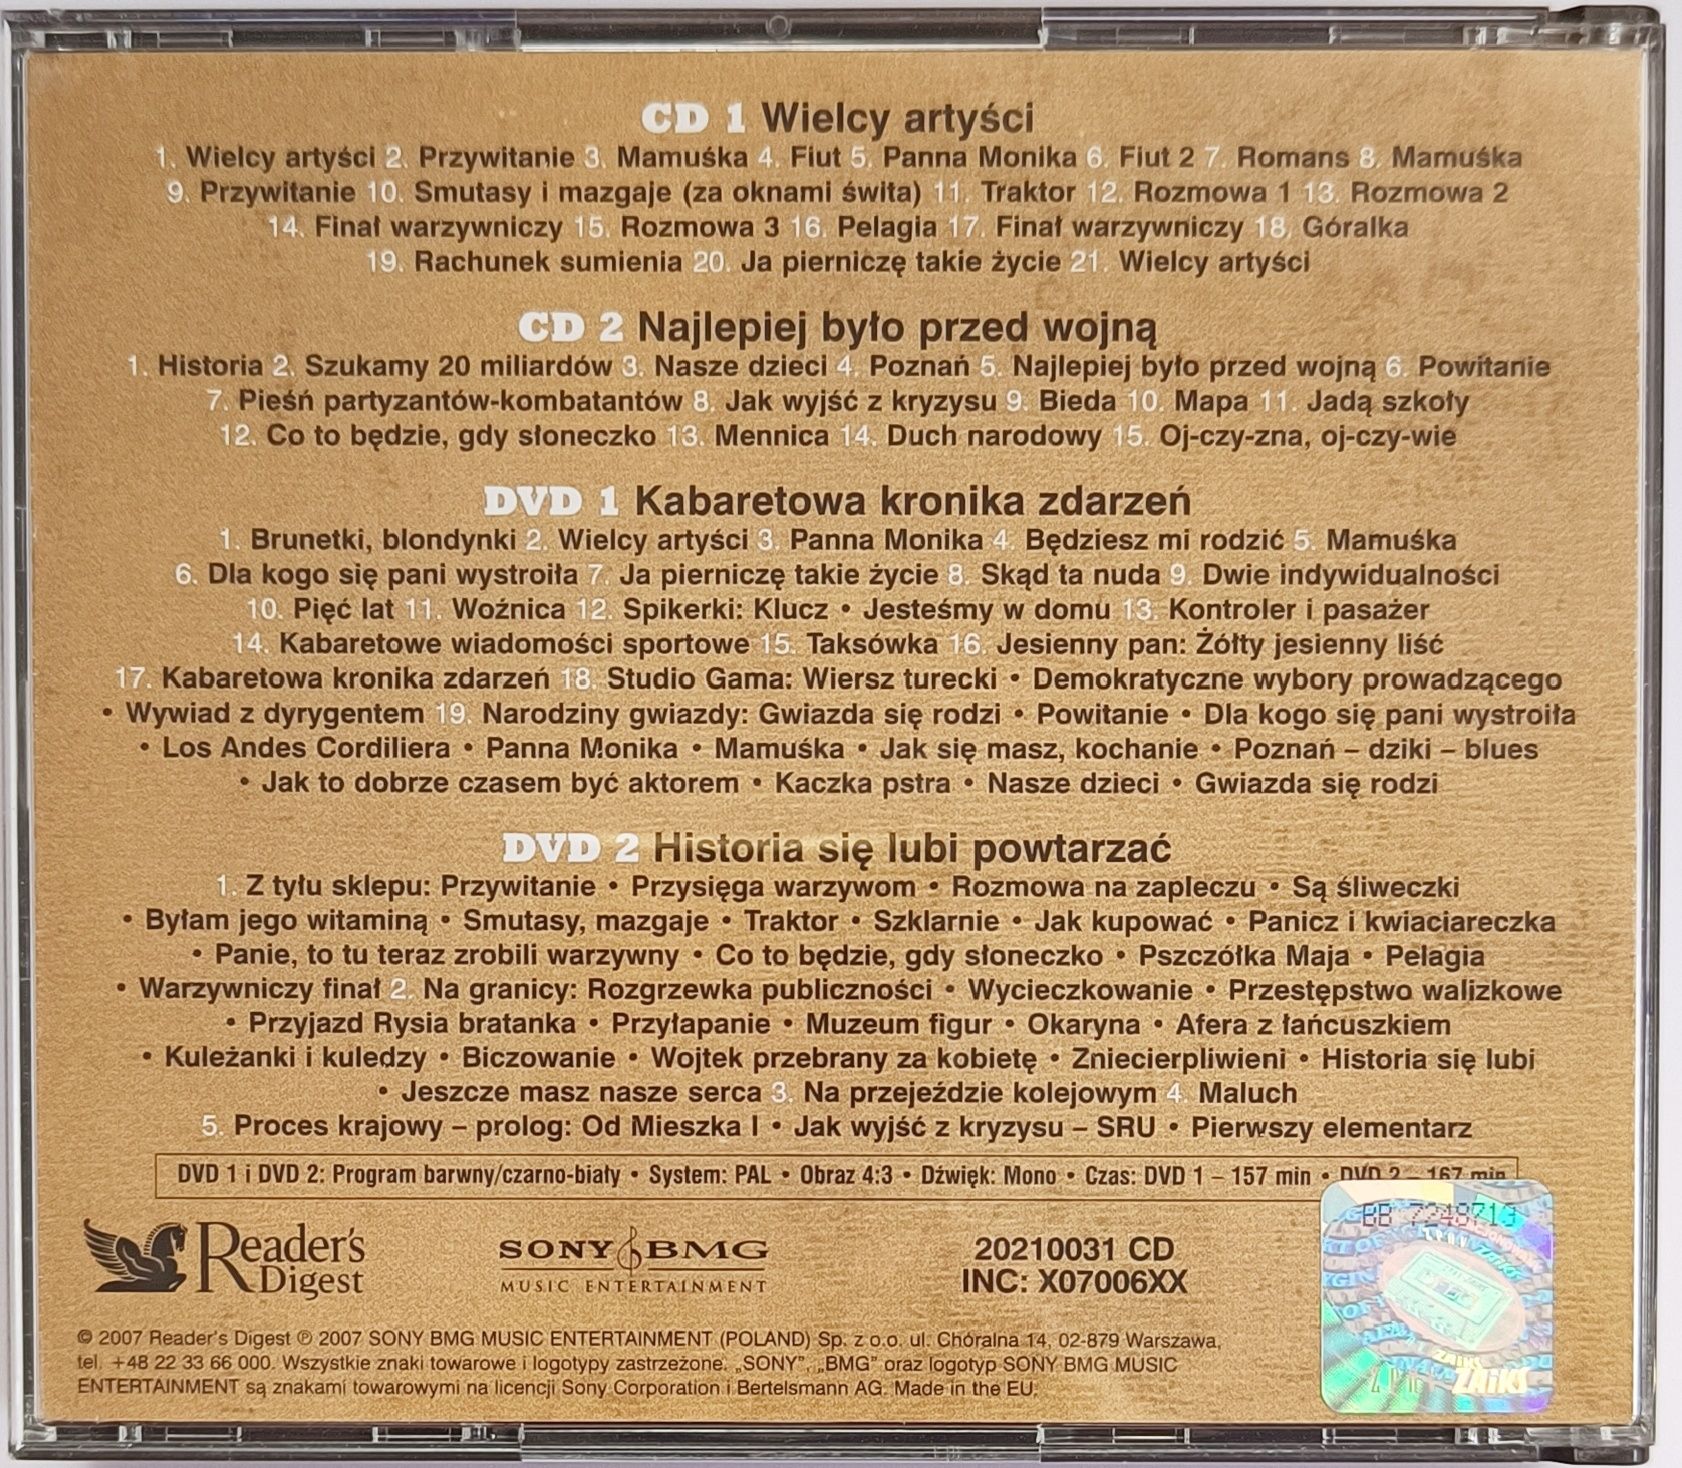 CD 1 Wielcy artyści
1. Wielcy artyści 2. Przywitanie 3. Mamuśka 4. Fiut 5. Panna Monika 6. Fiut 2 7. Romans 8. Mamuśka
9. Przywitanie 10. Smutasy i mazgaje (za oknami świta) 11. Traktor 12. Rozmowa 1 13. Rozmowa 2
14. Finał warzywniczy 15. Rozmowa 3 16. Pelagia 17. Finał warzywniczy 18. Góralka
19. Rachunek sumienia 20. Ja pierniczę takie życie 21. Wielcy artyści
CD 2 Najlepiej było przed wojną
1. Historia 2. Szukamy 20 miliardów 3. Nasze dzieci 4. Poznań 5. Najlepiej było przed wojną 6. Powitanie
7. Pieśń partyzantów-kombatantów 8. Jak wyjść z kryzysu 9. Bieda 10. Mapa 11. Jadą szkoły
12. Co to będzie, gdy słoneczko 13. Mennica 14. Duch narodowy 15. Oj-czy-zna, oj-czy-wie
DVD 1 Kabaretowa kronika zdarzeń
1. Brunetki, blondynki 2. Wielcy artyści 3. Panna Monika 4. Będziesz mi rodzić 5. Mamuśka
6. Dla kogo się pani wystroiła 7. Ja pierniczę takie życie 8. Skąd ta nuda 9. Dwie indywidualności
10. Pięć lat 11. Woźnica 12. Spikerki: Klucz • Jesteśmy w domu 13. Kontroler i pasażer
14. Kabaretowe wiadomości sportowe 15. Taksówka 16. Jesienny pan: Żółty jesienny liść
17. Kabaretowa kronika zdarzeń 18. Studio Gama: Wiersz turecki • Demokratyczne wybory prowadzącego
• Wywiad z dyrygentem 19. Narodziny gwiazdy: Gwiazda się rodzi • Powitanie • Dla kogo się pani wystroiła
• Los Andes Cordiliera • Panna Monika • Mamuśka • Jak się masz, kochanie • Poznań – dziki – blues
• Jak to dobrze czasem być aktorem • Kaczka pstra • Nasze dzieci • Gwiazda się rodzi
DVD 2 Historia się lubi powtarzać
1. Z tyłu sklepu: Przywitanie • Przysięga warzywom • Rozmowa na zapleczu • Są śliweczki
• Byłam jego witaminą • Smutasy, mazgaje • Traktor • Szklarnie • Jak kupować • Panicz i kwiaciareczka
• Panie, to tu teraz zrobili warzywny • Co to będzie, gdy słoneczko • Pszczółka Maja • Pelagia
• Warzywniczy finał 2. Na granicy: Rozgrzewka publiczności • Wycieczkowanie • Przestępstwo walizkowe
• Przyjazd Rysia bratanka • Przyłapanie • Muzeum figur • Okaryna • Afera z łańcuszkiem
• Kuleżanki i kuledzy • Biczowanie • Wojtek przebrany za kobietę • Zniecierpliwieni • Historia się lubi
• Jeszcze masz nasze serca 3. Na przejeździe kolejowym 4. Maluch
5. Proces krajowy – prolog: Od Mieszka I • Jak wyjść z kryzysu – SRU • Pierwszy elementarz
DVD 1 i DVD 2: Program barwny/czarno-biały • System: PAL • Obraz 4:3 • Dźwięk: Mono • Czas: DVD 1 – 157 min • DVD 2 – 167 min
Reader's Digest
SONY BMG
MUSIC ENTERTAINMENT
20210031 CD
INC: X07006XX
BB 7248713
ZAiKS
© 2007 Reader's Digest ℗ 2007 SONY BMG MUSIC ENTERTAINMENT (POLAND) Sp. z o.o. ul. Chóralna 14, 02-879 Warszawa,
tel. +48 22 33 66 000. Wszystkie znaki towarowe i logotypy zastrzeżone. „SONY", „BMG" oraz logotyp SONY BMG MUSIC
ENTERTAINMENT są znakami towarowymi na licencji Sony Corporation i Bertelsmann AG. Made in the EU.